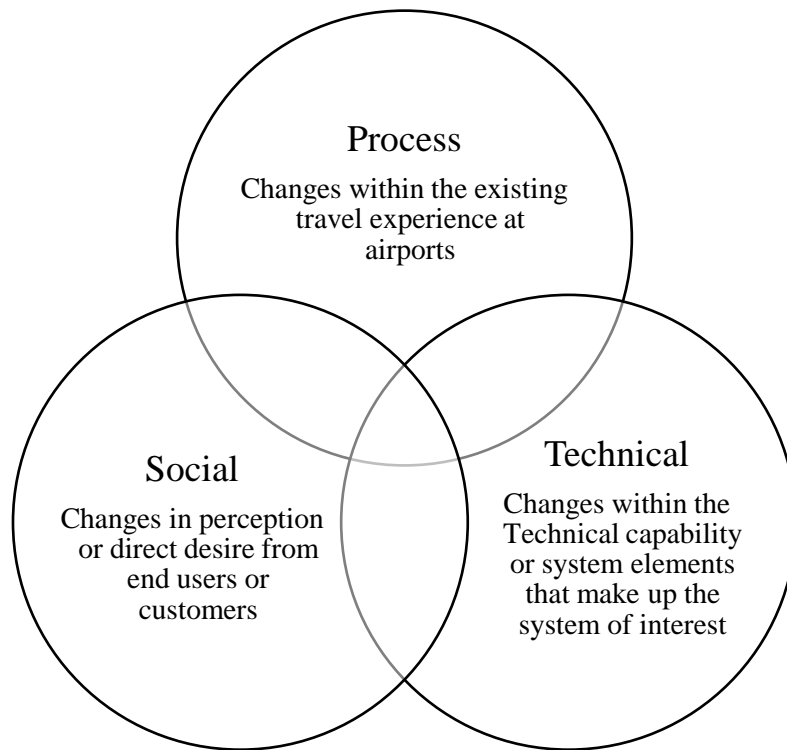 Process
Changes within the existing
travel experience at
airports
Social
Changes in perception
or direct desire from
end users or
customers
Technical
Changes within the
Technical capability
or system elements
that make up the
system of interest